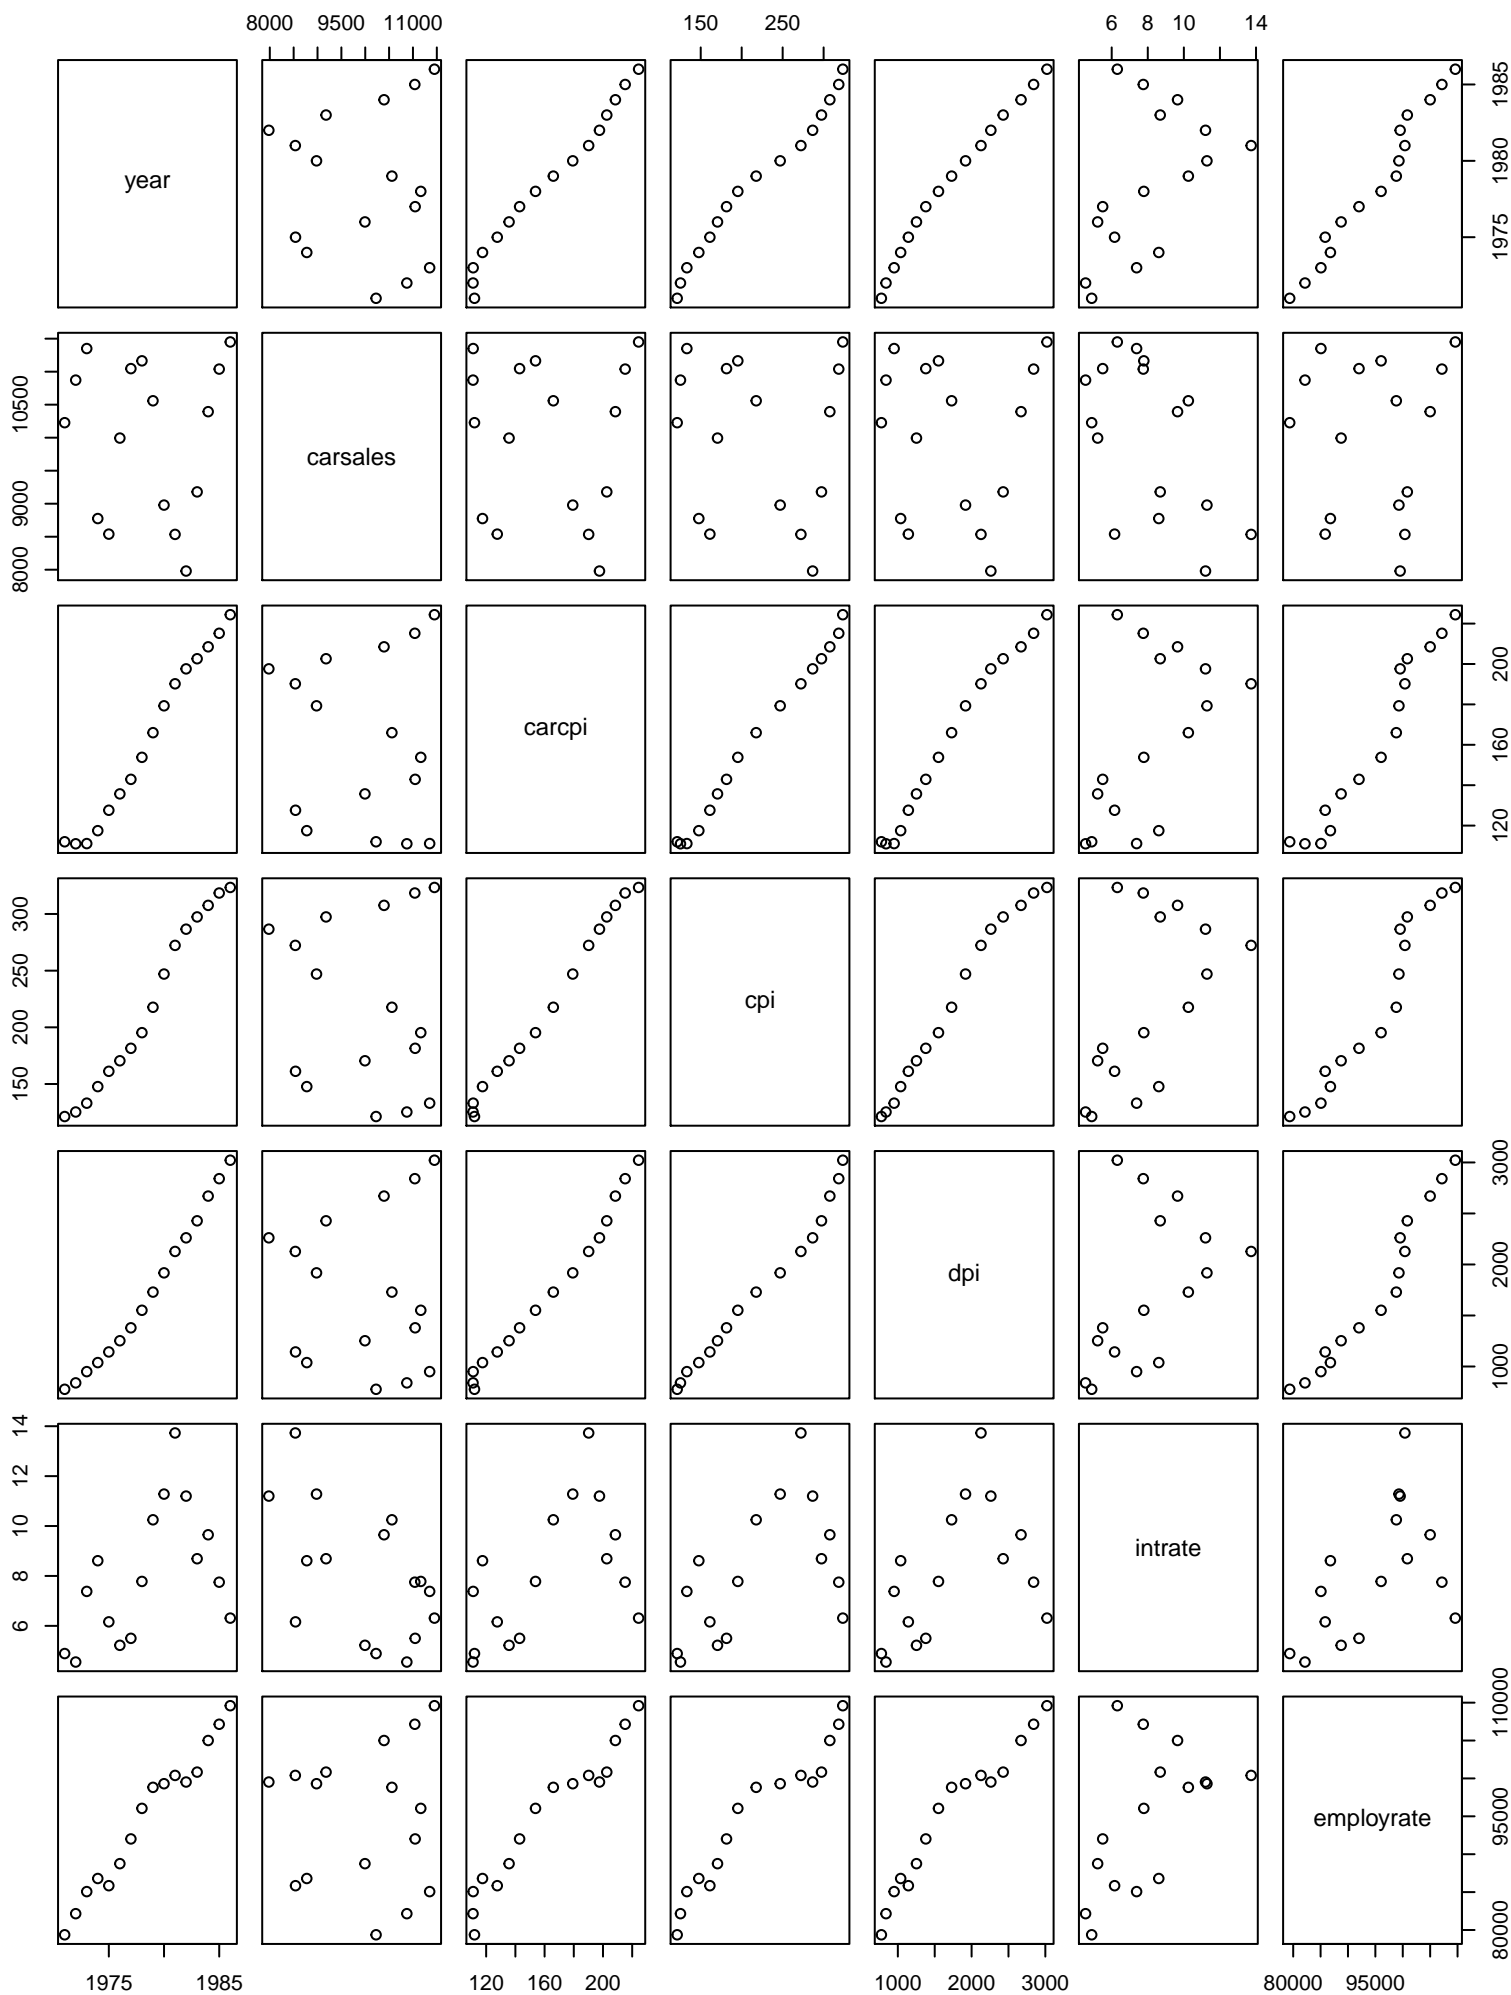 8000 9500 11000 150 250 6 8 10 14
year
1975 1980 1985
8000 9000 10500
carsales
carcpi
120 160 200
150 200 250 300
cpi
dpi
1000 2000 3000
6 8 10 12 14
intrate
employrate
80000 95000 110000
1975 1985 120 160 200 1000 2000 3000 80000 95000